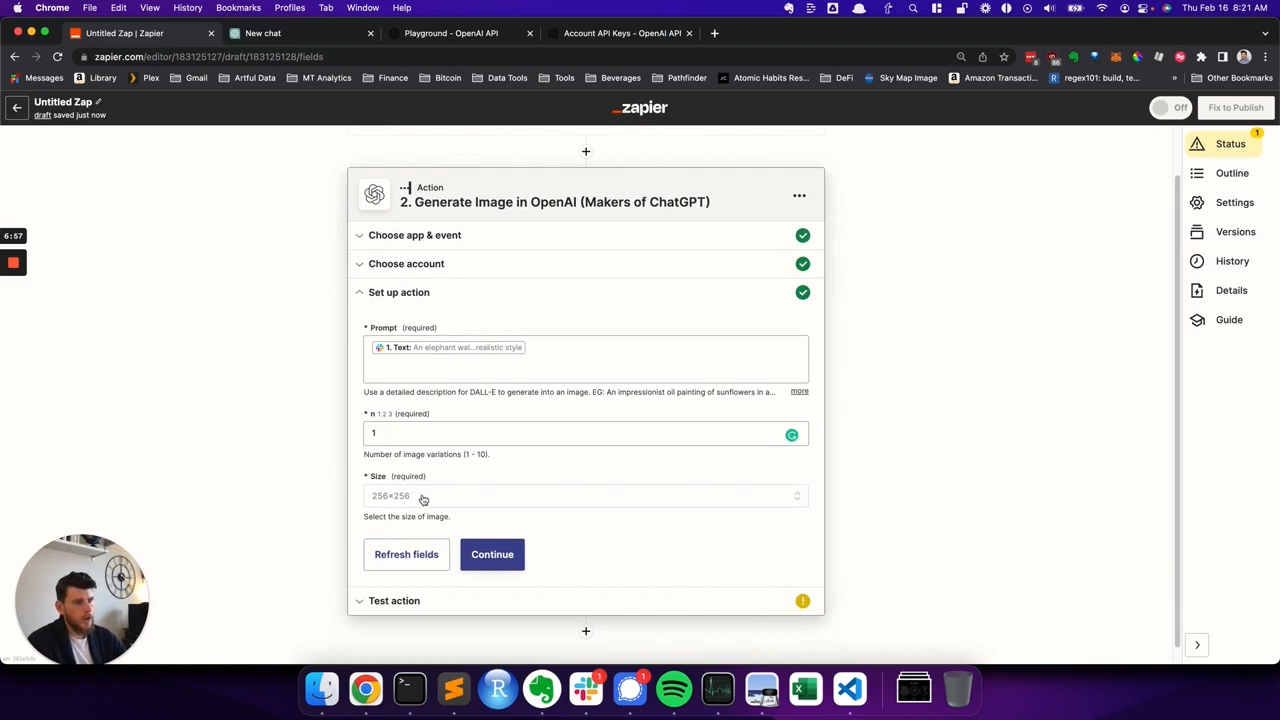 Chrome File Edit View History Bookmarks Profiles Tab Window Help Thu Feb 16 8:21 AM
Untitled Zap | Zapier New chat Playground - OpenAI API Account API Keys - OpenAI API
zapier.com/editor/183125127/draft/183125128/fields
Messages Library Plex Gmail Artful Data MT Analytics Finance Bitcoin Data Tools Tools Beverages Pathfinder Atomic Habits Res... DeFi Sky Map Image Amazon Transacti... regex101: build, te... » Other Bookmarks
Untitled Zap
draft saved just now
_zapier
Off
Fix to Publish
1
Status
Outline
Settings
Versions
History
Details
Guide
6:57
Action
2. Generate Image in OpenAI (Makers of ChatGPT)
Choose app & event
Choose account
Set up action
* Prompt (required)
1. Text: An elephant wal...realistic style
Use a detailed description for DALL-E to generate into an image. EG: An impressionist oil painting of sunflowers in a... more
* n 1 2 3 (required)
1
Number of image variations (1 - 10).
* Size (required)
256×256
Select the size of image.
Refresh fields
Continue
Test action